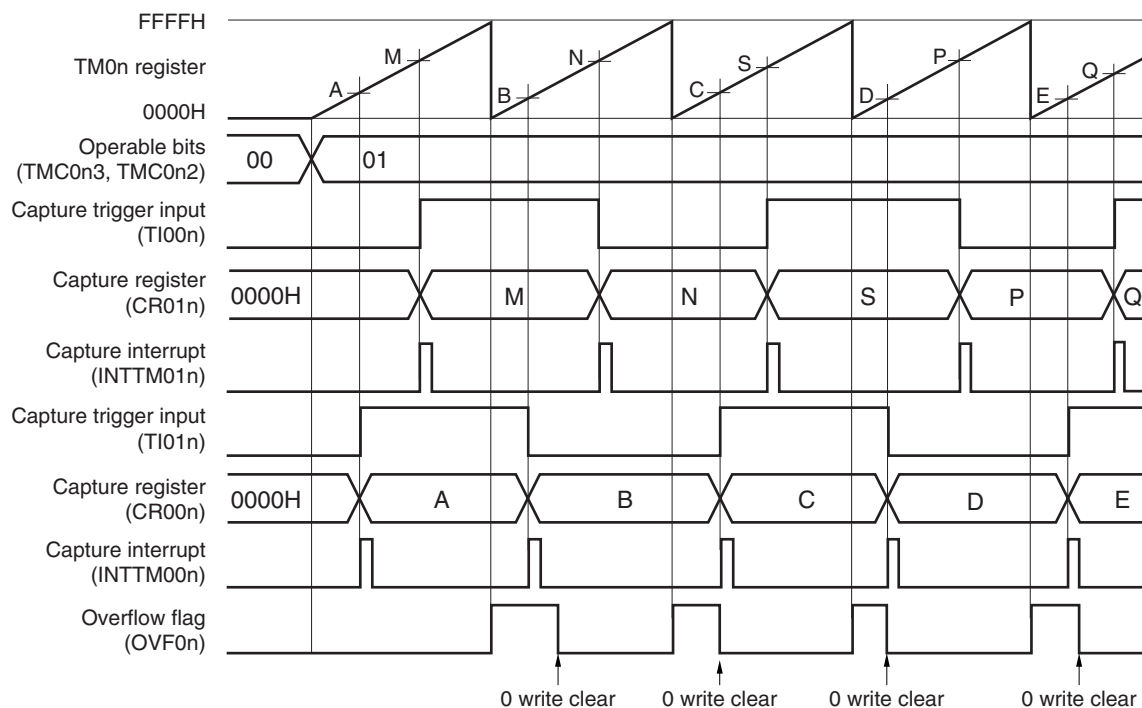 FFFFH
TM0n register
0000H
A M B N C S D P E Q
Operable bits
(TMC0n3, TMC0n2)
00 01
Capture trigger input
(TI00n)
Capture register
(CR01n)
0000H M N S P Q
Capture interrupt
(INTTM01n)
Capture trigger input
(TI01n)
Capture register
(CR00n)
0000H A B C D E
Capture interrupt
(INTTM00n)
Overflow flag
(OVF0n)
0 write clear 0 write clear 0 write clear 0 write clear